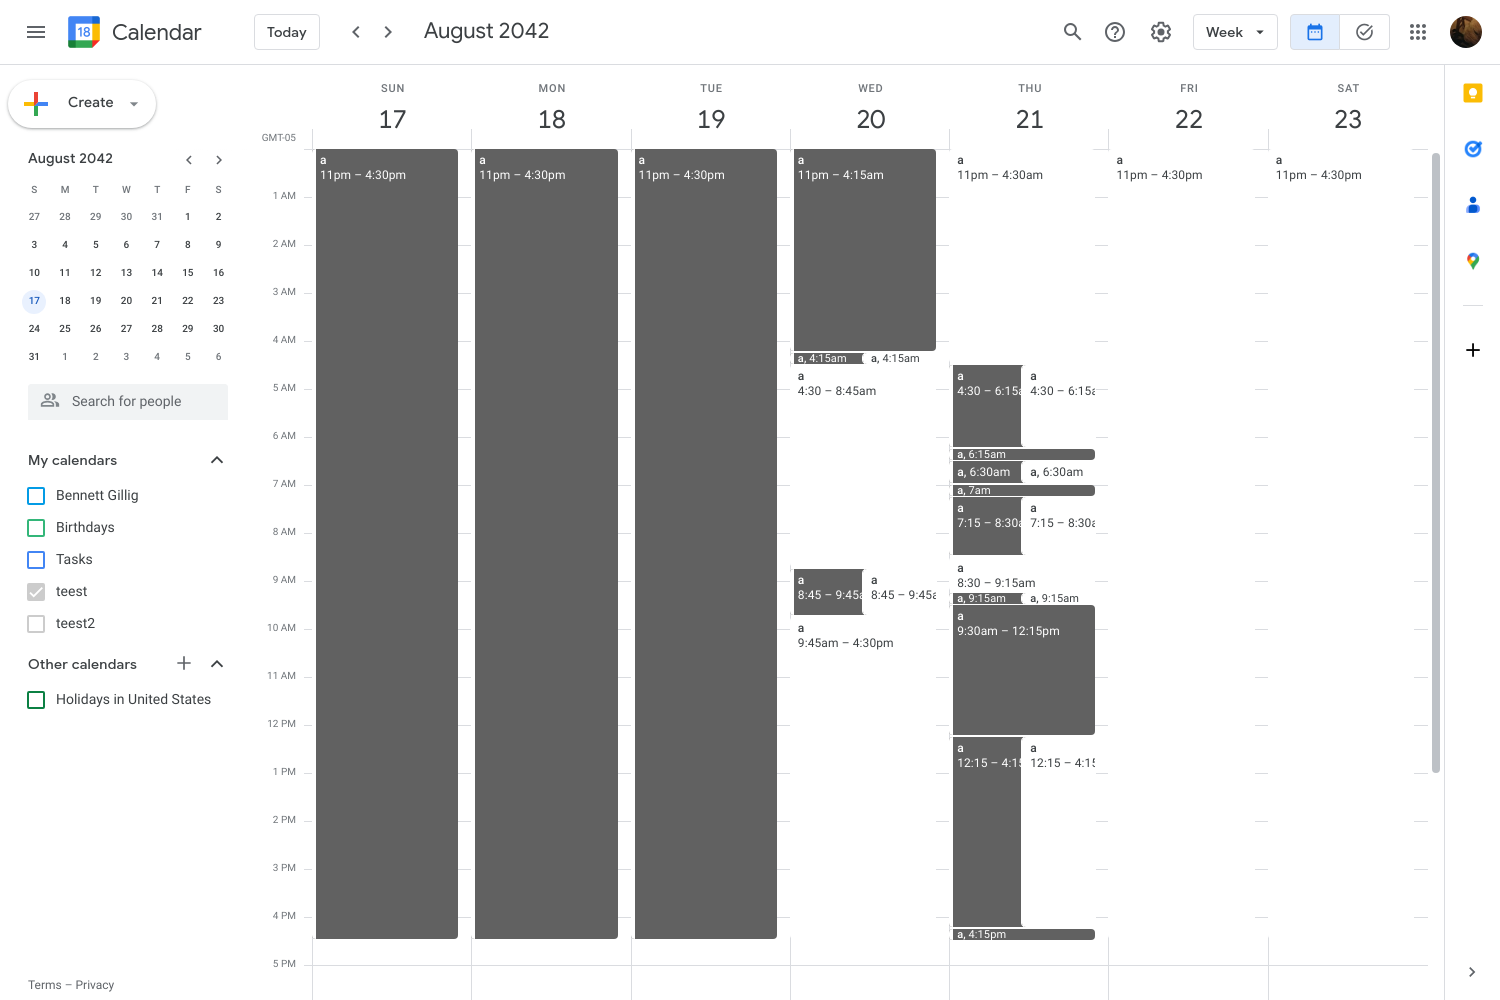 18
Calendar
Today
August 2042
Week
Create
August 2042
S M T W T F S
27 28 29 30 31 1 2
3 4 5 6 7 8 9
10 11 12 13 14 15 16
17 18 19 20 21 22 23
24 25 26 27 28 29 30
31 1 2 3 4 5 6
Search for people
My calendars
Bennett Gillig
Birthdays
Tasks
teest
teest2
Other calendars
Holidays in United States
Terms – Privacy
GMT-05
SUN
17
MON
18
TUE
19
WED
20
THU
21
FRI
22
SAT
23
1 AM
2 AM
3 AM
4 AM
5 AM
6 AM
7 AM
8 AM
9 AM
10 AM
11 AM
12 PM
1 PM
2 PM
3 PM
4 PM
5 PM
a
11pm – 4:30pm
a
11pm – 4:30pm
a
11pm – 4:30pm
a
11pm – 4:15am
a, 4:15am
a, 4:15am
a
4:30 – 8:45am
a
8:45 – 9:45a
a
8:45 – 9:45a
a
9:45am – 4:30pm
a
11pm – 4:30am
a
4:30 – 6:15a
a
4:30 – 6:15a
a, 6:15am
a, 6:30am
a, 6:30am
a, 7am
a
7:15 – 8:30a
a
7:15 – 8:30a
a
8:30 – 9:15am
a, 9:15am
a, 9:15am
a
9:30am – 12:15pm
a
12:15 – 4:15
a
12:15 – 4:15
a, 4:15pm
a
11pm – 4:30pm
a
11pm – 4:30pm